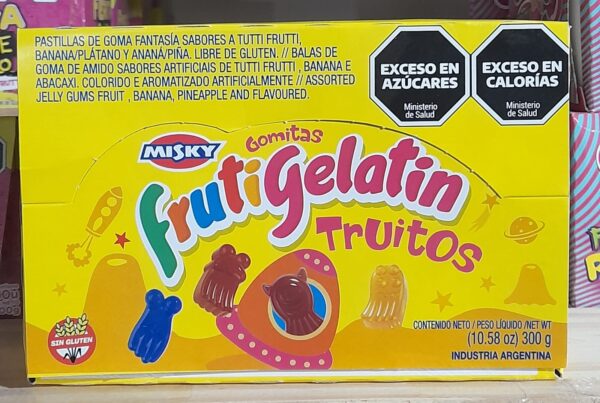 PASTILLAS DE GOMA FANTASÍA SABORES A TUTTI FRUTTI,
BANANA/PLÁTANO Y ANANÁ/PIÑA. LIBRE DE GLUTEN. // BALAS DE
GOMA DE AMIDO SABORES ARTIFICIAIS DE TUTTI FRUTTI , BANANA E
ABACAXI. COLORIDO E AROMATIZADO ARTIFICIALMENTE // ASSORTED
JELLY GUMS FRUIT , BANANA, PINEAPPLE AND FLAVOURED.
EXCESO EN
AZÚCARES
Ministerio
de Salud
EXCESO EN
CALORÍAS
Ministerio
de Salud
MISKY
Gomitas
frutiGelatin
Truitos
SIN GLUTEN
CONTENIDO NETO / PESO LÍQUIDO /NET WT
(10.58 oz) 300 g
INDUSTRIA ARGENTINA